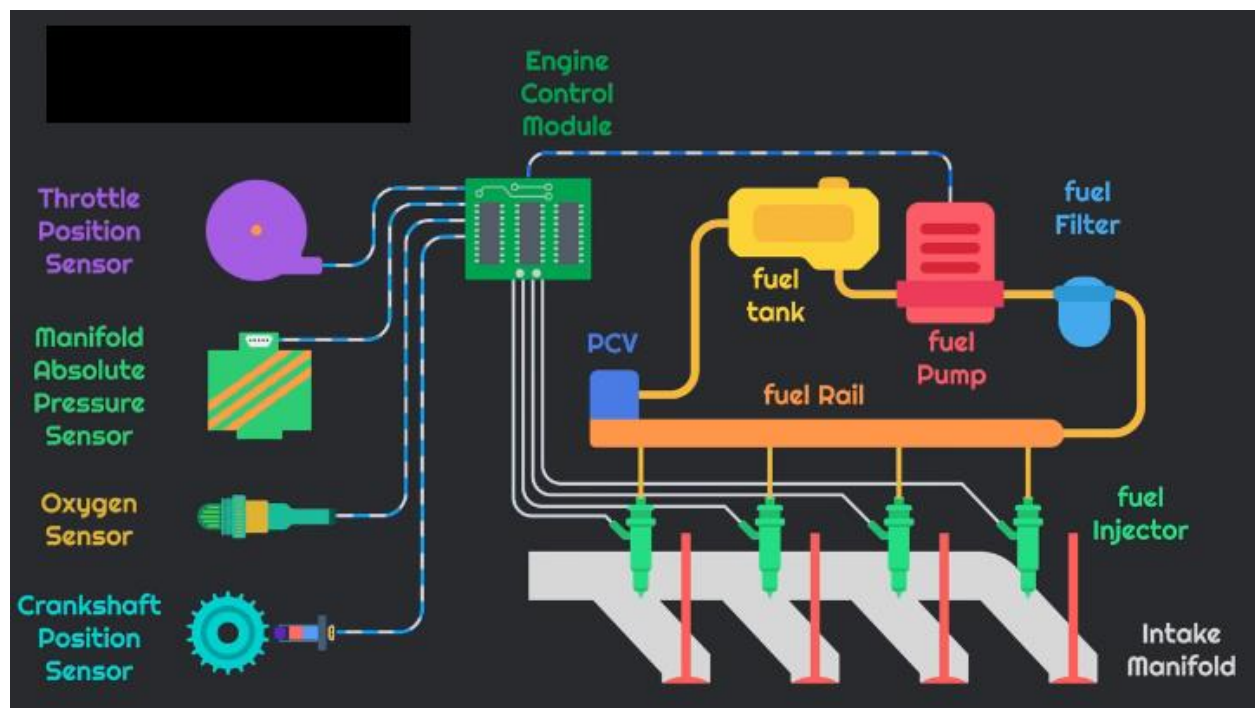 Engine
Control
Module
Throttle
Position
Sensor
fuel
Filter
fuel
tank
Manifold
Absolute
Pressure
Sensor
PCV
fuel
Pump
fuel Rail
Oxygen
Sensor
fuel
Injector
Crankshaft
Position
Sensor
Intake
Manifold